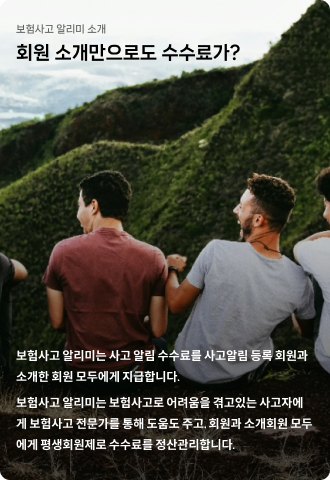 보험사고 알리미 소개
회원 소개만으로도 수수료가?
보험사고 알리미는 사고 알림 수수료를 사고알림 등록 회원과
소개한 회원 모두에게 지급합니다.
보험사고 알리미는 보험사고로 어려움을 겪고있는 사고자에
게 보험사고 전문가를 통해 도움도 주고, 회원과 소개회원 모두
에게 평생회원제로 수수료를 정산관리합니다.